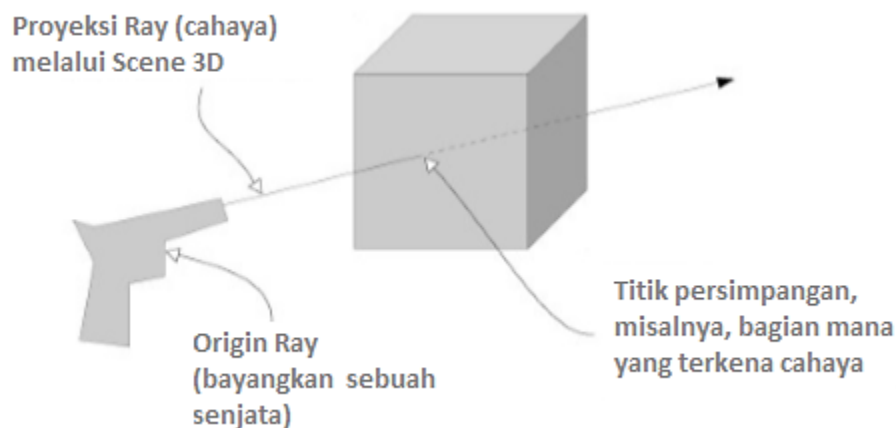 Proyeksi Ray (cahaya)
melalui Scene 3D
Origin Ray
(bayangkan sebuah
senjata)
Titik persimpangan,
misalnya, bagian mana
yang terkena cahaya